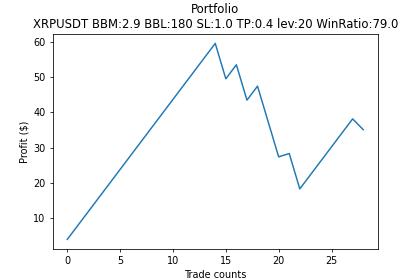 Portfolio
XRPUSDT BBM:2.9 BBL:180 SL:1.0 TP:0.4 lev:20 WinRatio:79.0
60
50
40
30
20
10
Profit ($)
0 5 10 15 20 25
Trade counts